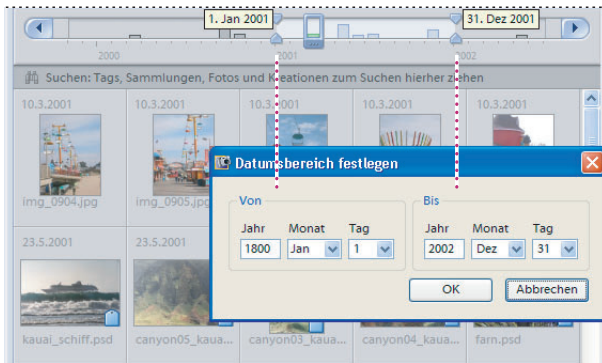 1. Jan 2001
31. Dez 2001
2000
2001
2002
Suchen: Tags, Sammlungen, Fotos und Kreationen zum Suchen hierher ziehen
10.3.2001 10.3.2001 10.3.2001 10.3.2001 10.3.2001
Datumsbereich festlegen
img_0904.jpg img_0905.jpg
Von
Bis
Jahr Monat Tag
Jahr Monat Tag
1800 Jan 1
2002 Dez 31
23.5.2001 23.5.2001
OK Abbrechen
kauai_schiff.psd canyon05_kaua... canyon03_kaua... canyon04_kaua... farn.psd